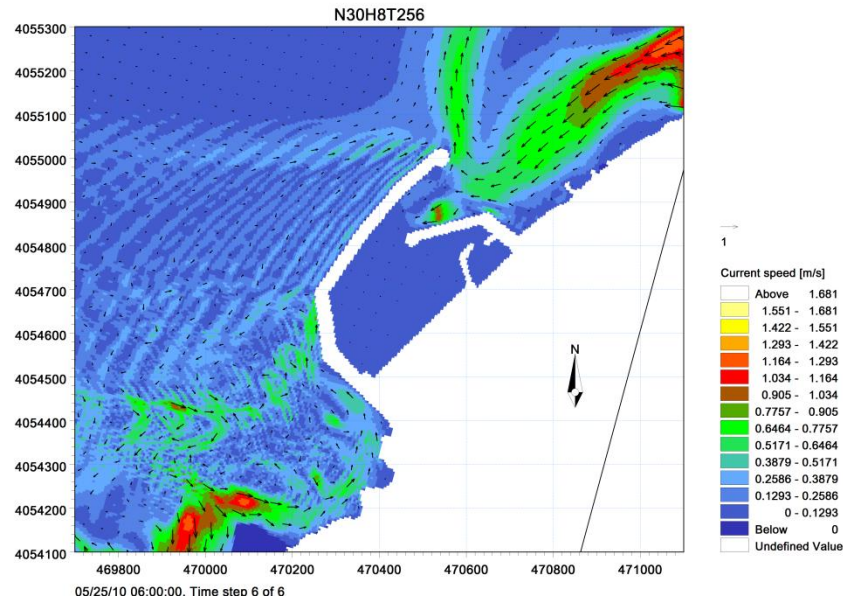 N30H8T256
4055300
4055200
4055100
4055000
4054900
4054800
4054700
4054600
4054500
4054400
4054300
4054200
4054100
469800 470000 470200 470400 470600 470800 471000
05/25/10 06:00:00, Time step 6 of 6
N
1
Current speed [m/s]
Above 1.681
1.551 - 1.681
1.422 - 1.551
1.293 - 1.422
1.164 - 1.293
1.034 - 1.164
0.905 - 1.034
0.7757 - 0.905
0.6464 - 0.7757
0.5171 - 0.6464
0.3879 - 0.5171
0.2586 - 0.3879
0.1293 - 0.2586
0 - 0.1293
Below 0
Undefined Value